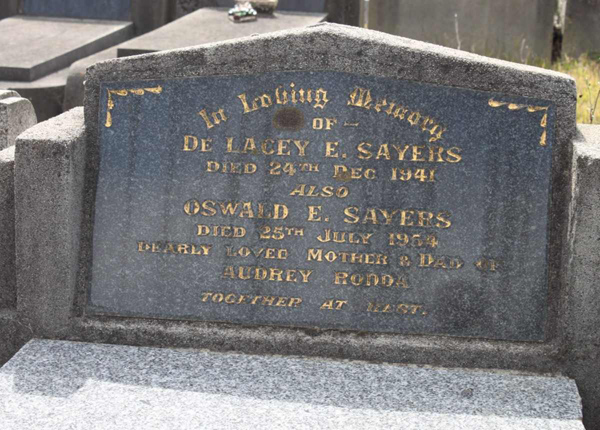 In Loving Memory
OF —
DE LACEY E. SAYERS
DIED 24TH DEC 1941
ALSO
OSWALD E. SAYERS
DIED 25TH JULY 1954
DEARLY LOVED MOTHER & DAD OF
AUDREY RODDA
TOGETHER AT REST.